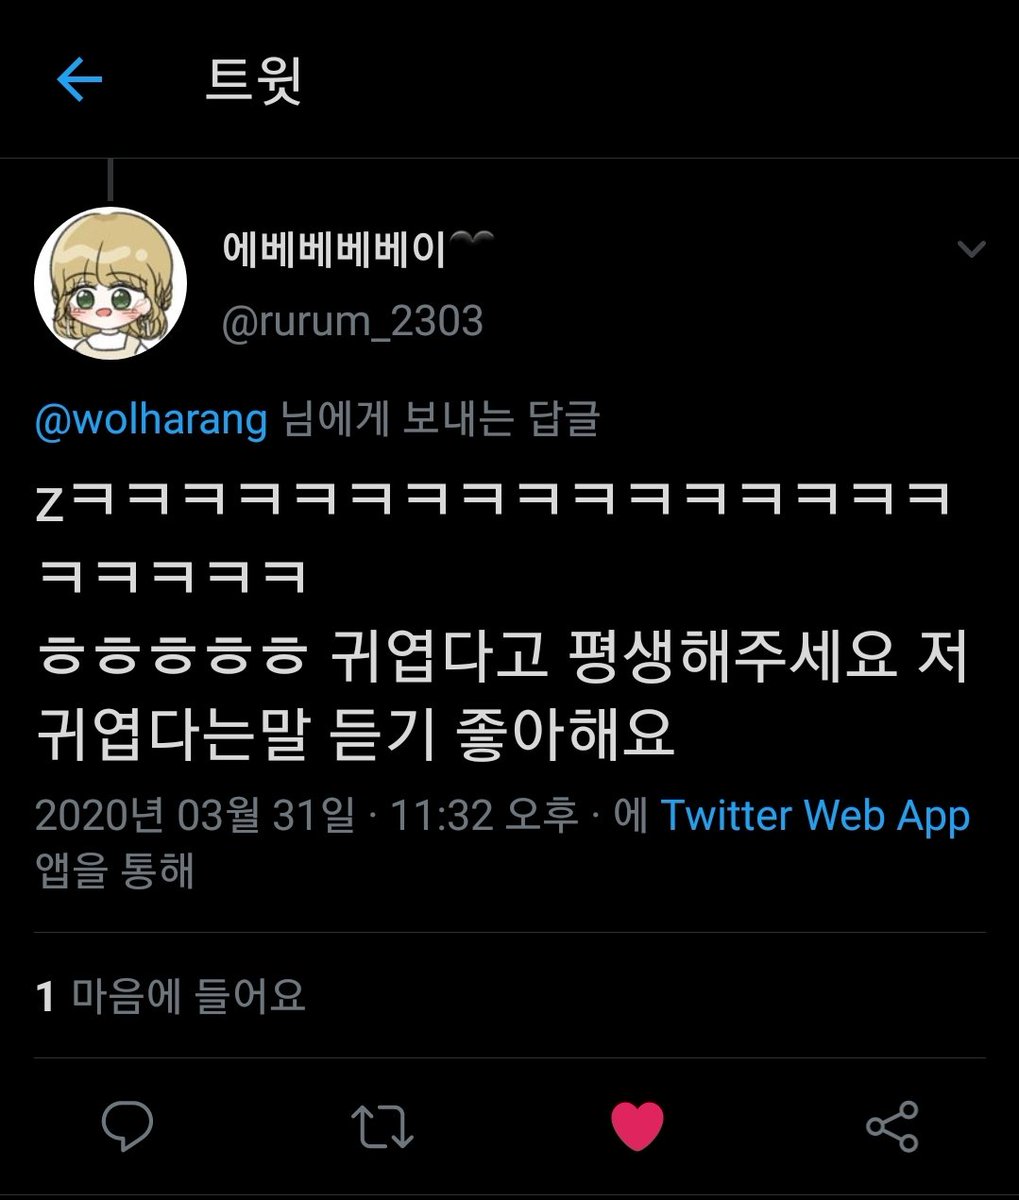 트윗
에베베베베이
@rurum_2303
@wolharang 님에게 보내는 답글
zㅋㅋㅋㅋㅋㅋㅋㅋㅋㅋㅋㅋㅋㅋㅋㅋ
ㅋㅋㅋㅋㅋ
ㅎㅎㅎㅎㅎ 귀엽다고 평생해주세요 저
귀엽다는말 듣기 좋아해요
2020년 03월 31일 · 11:32 오후 · 에 Twitter Web App
앱을 통해
1 마음에 들어요